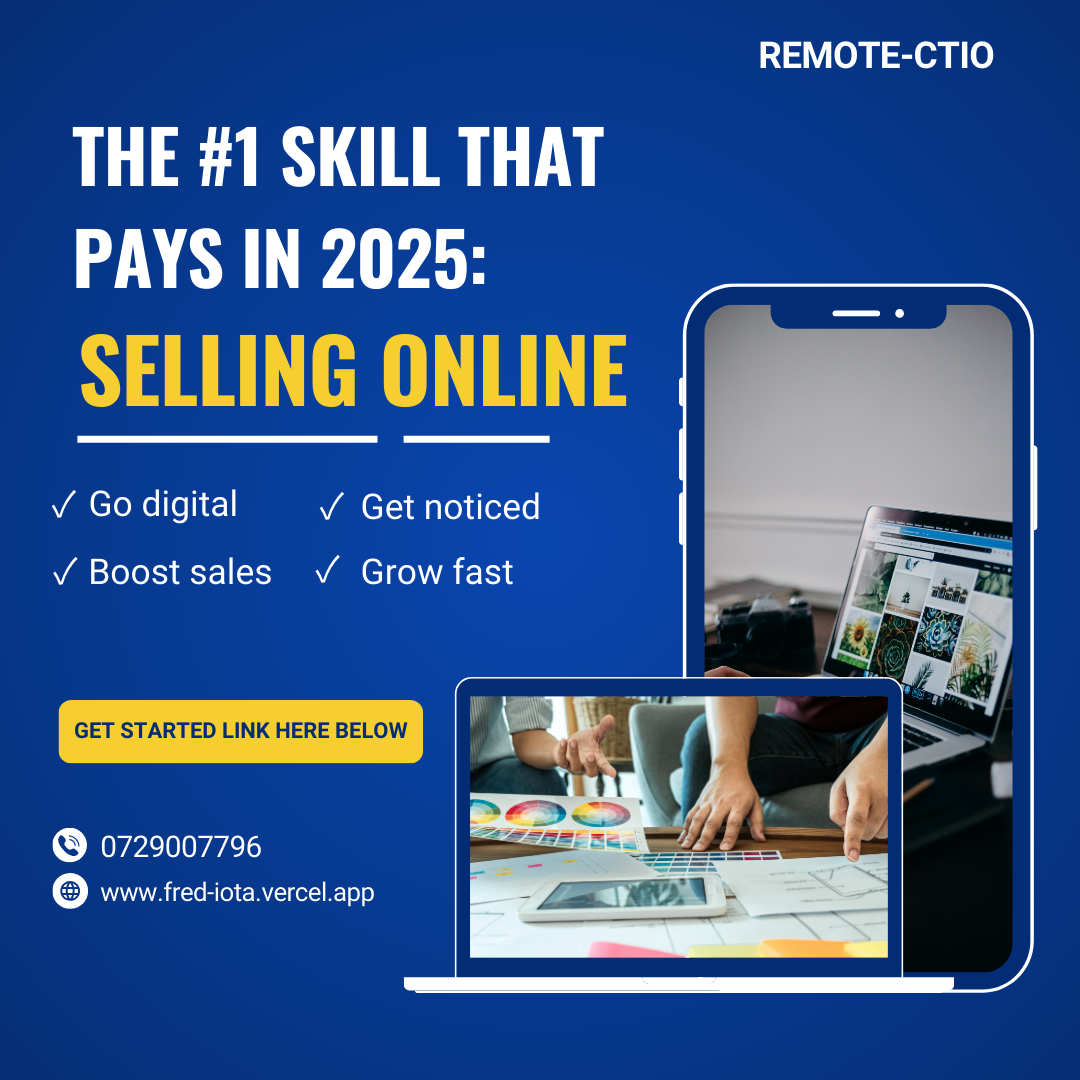 REMOTE-CTIO
THE #1 SKILL THAT
PAYS IN 2025:
SELLING ONLINE
✓ Go digital
✓ Get noticed
✓ Boost sales
✓ Grow fast
GET STARTED LINK HERE BELOW
0729007796
www.fred-iota.vercel.app